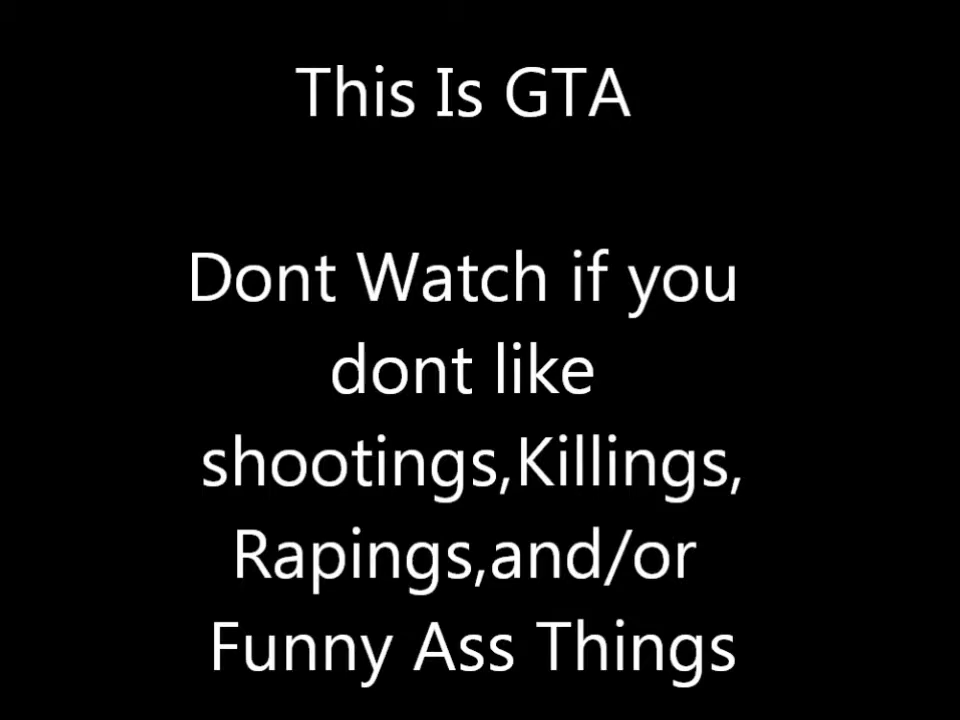 This Is GTA
Dont Watch if you
dont like
shootings,Killings,
Rapings,and/or
Funny Ass Things